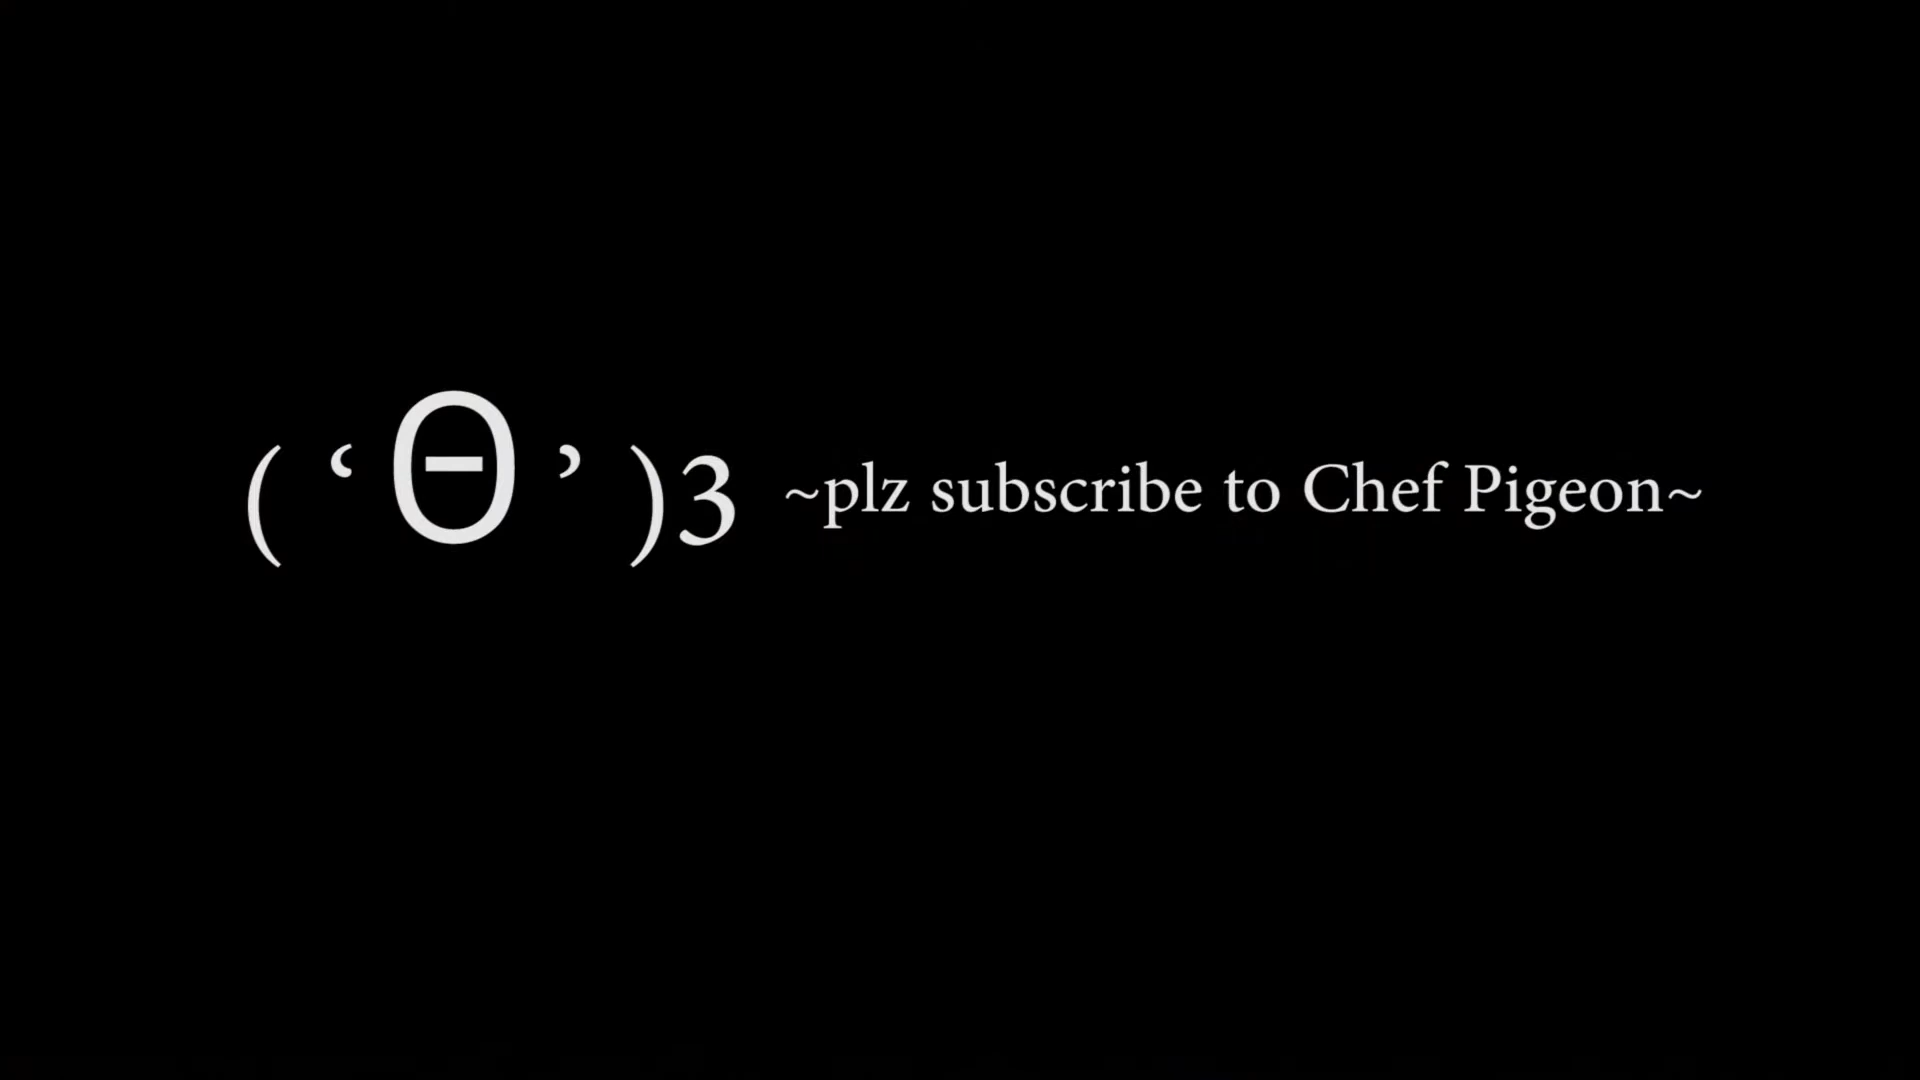 ( ‘ Θ ’ )3 ~plz subscribe to Chef Pigeon~